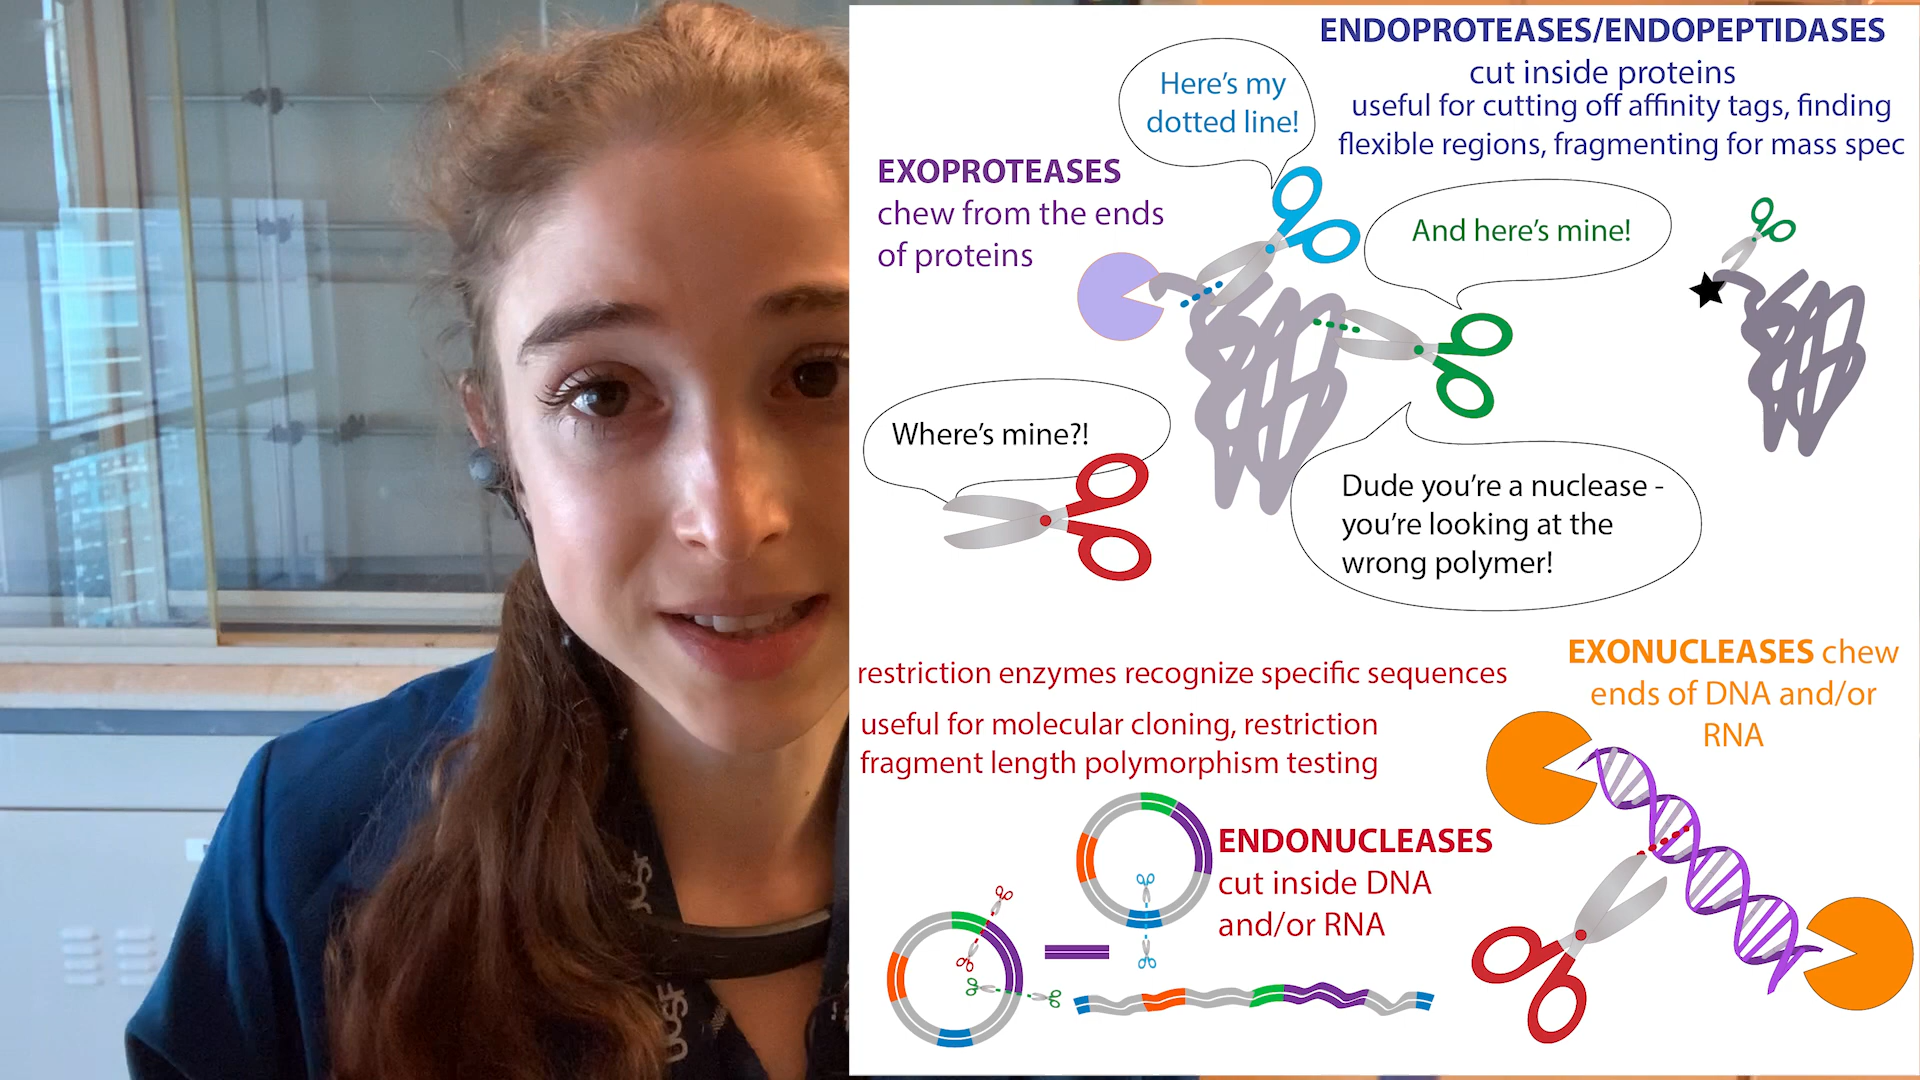 ENDOPROTEASES/ENDOPEPTIDASES
cut inside proteins
useful for cutting off affinity tags, finding
flexible regions, fragmenting for mass spec
Here's my
dotted line!
EXOPROTEASES
chew from the ends
of proteins
And here's mine!
Where's mine?!
Dude you're a nuclease -
you're looking at the
wrong polymer!
restriction enzymes recognize specific sequences
useful for molecular cloning, restriction
fragment length polymorphism testing
EXONUCLEASES chew
ends of DNA and/or
RNA
ENDONUCLEASES
cut inside DNA
and/or RNA